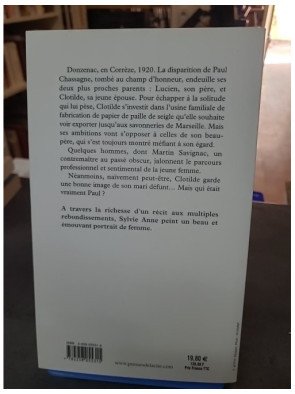 Donzenac, en Corrèze, 1920. La disparition de Paul
Chassagne, tombé au champ d'honneur, endeuille ses
deux plus proches parents : Lucien, son père, et
Clotilde, sa jeune épouse. Pour échapper à la solitude
qui lui pèse, Clotilde s'investit dans l'usine familiale de
fabrication de papier de paille de seigle qu'elle souhaite
voir exporter jusqu'aux savonneries de Marseille. Mais
ses ambitions vont s'opposer à celles de son beau-
père, qui s'est toujours montré méfiant à son égard.
Quelques hommes, dont Martin Savignac, un
contremaître au passé obscur, jalonnent le parcours
professionnel et sentimental de la jeune femme.
Néanmoins, naïvement peut-être, Clotilde garde
une bonne image de son mari défunt… Mais qui était
vraiment Paul ?
A travers la richesse d'un récit aux multiples
rebondissements, Sylvie Anne peint un beau et
émouvant portrait de femme.
19,80 €
Prix France TTC